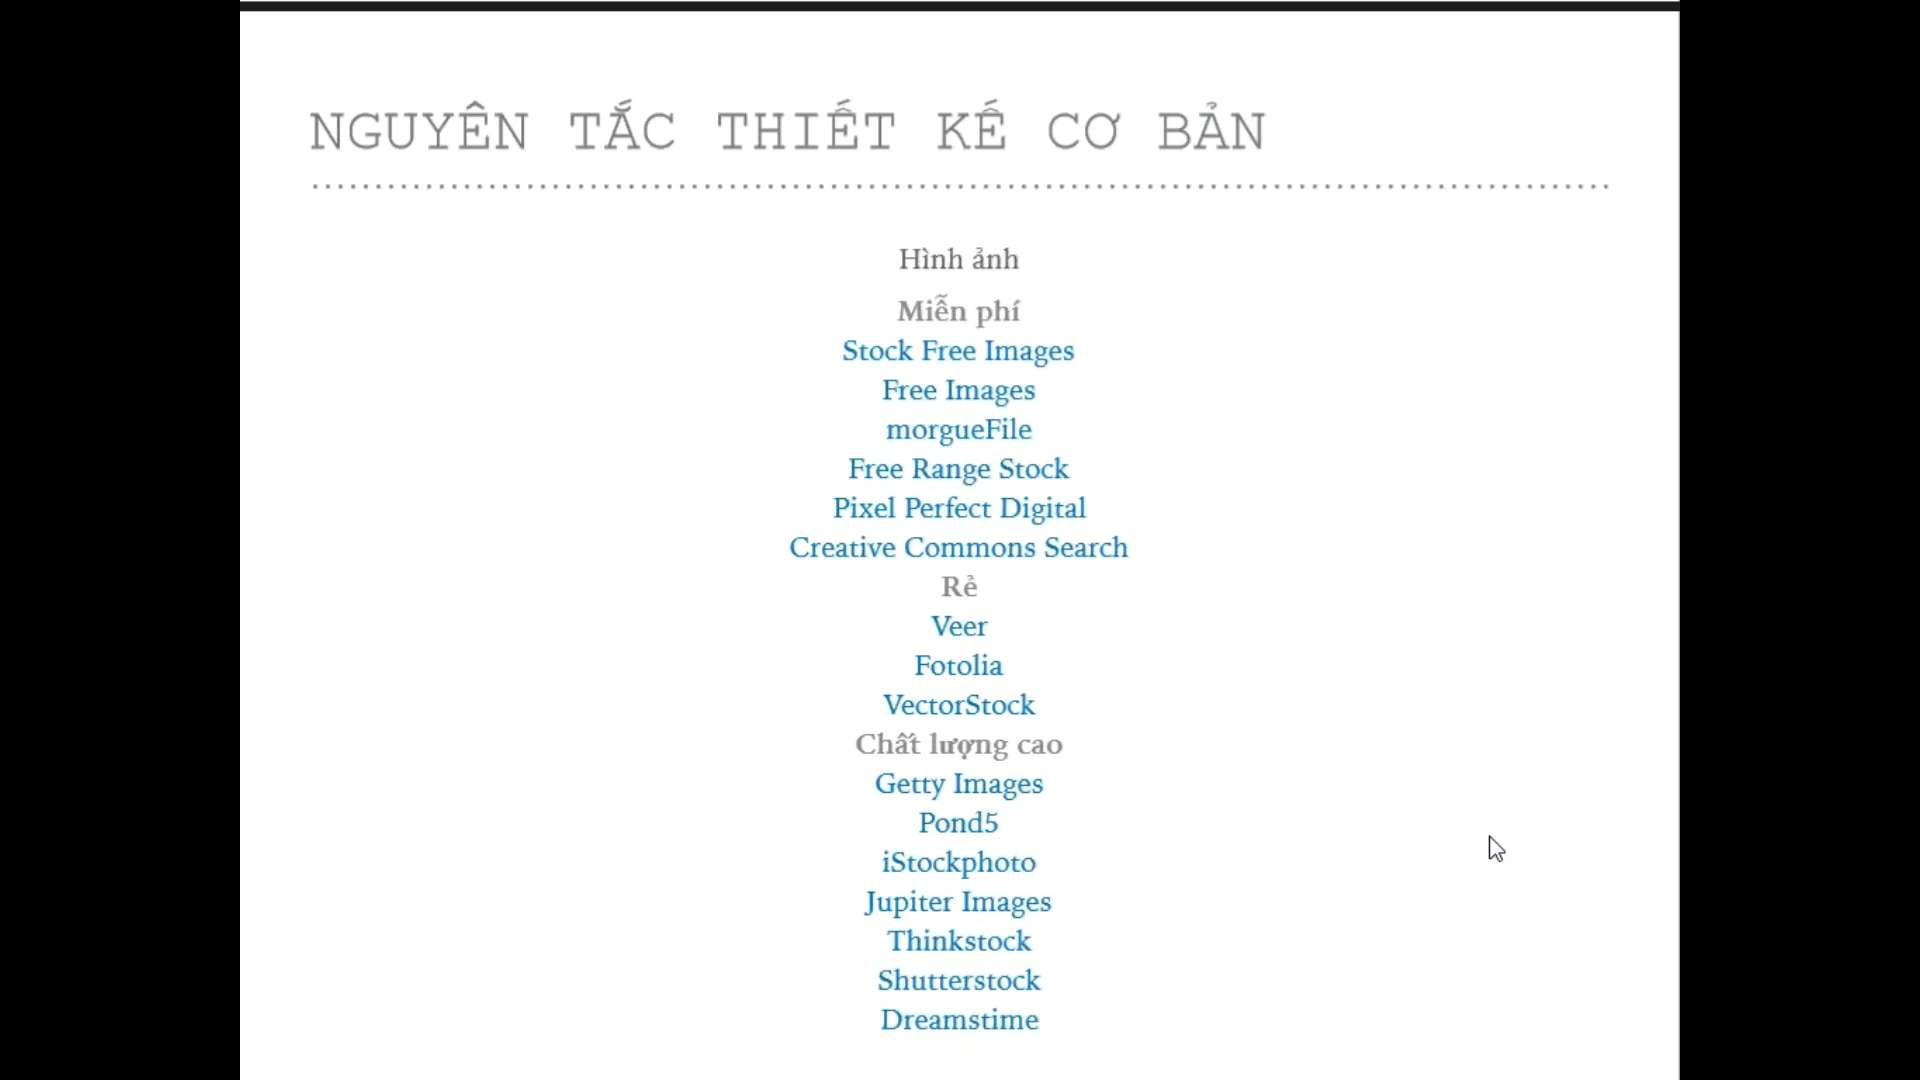 NGUYÊN TẮC THIẾT KẾ CƠ BẢN
Hình ảnh
Miễn phí
Stock Free Images
Free Images
morgueFile
Free Range Stock
Pixel Perfect Digital
Creative Commons Search
Rẻ
Veer
Fotolia
VectorStock
Chất lượng cao
Getty Images
Pond5
iStockphoto
Jupiter Images
Thinkstock
Shutterstock
Dreamstime